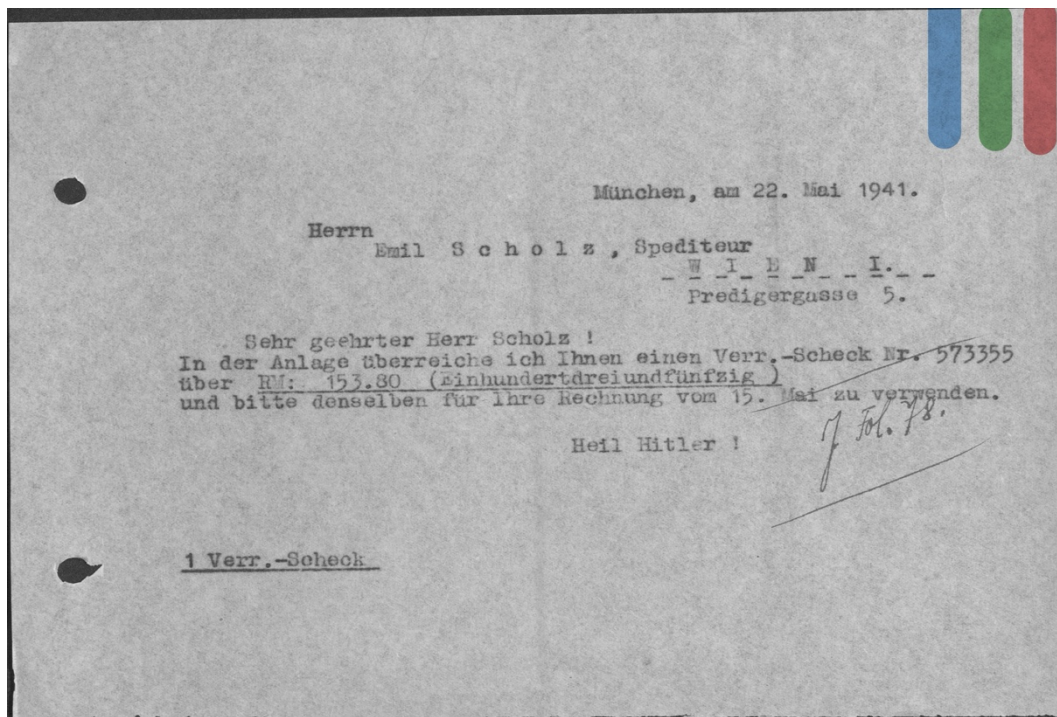 München, am 22. Mai 1941.
Herrn
Emil S c h o l z , Spediteur
W I E N I.
Predigergasse 5.
Sehr geehrter Herr Scholz !
In der Anlage überreiche ich Ihnen einen Verr.-Scheck Nr. 573355
über RM: 153.80 (Einhundertdreiundfünfzig )
und bitte denselben für Ihre Rechnung vom 15. Mai zu verwenden.
Heil Hitler !
Fol. 78.
1 Verr.-Scheck